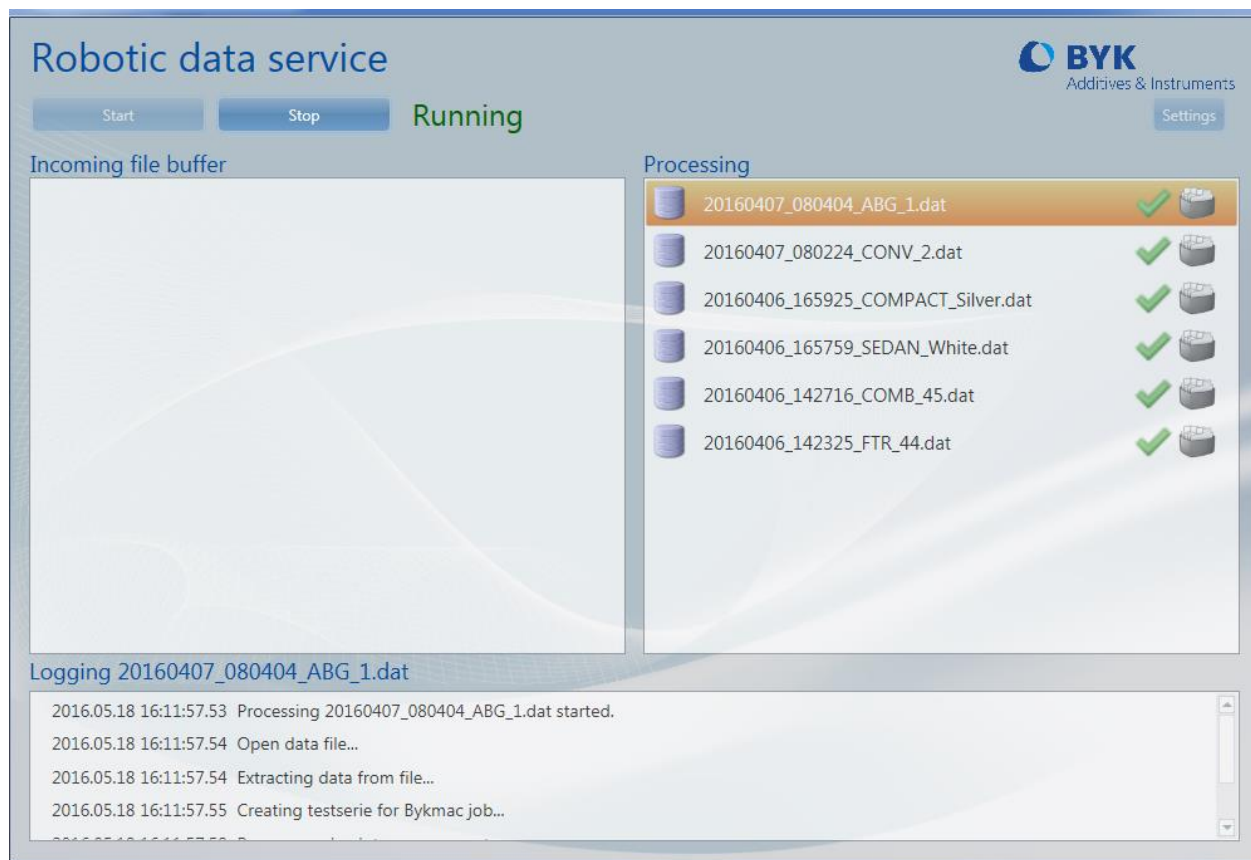 Robotic data service
BYK
Additives & Instruments
Start
Stop
Running
Settings
Incoming file buffer
Processing
20160407_080404_ABG_1.dat
20160407_080224_CONV_2.dat
20160406_165925_COMPACT_Silver.dat
20160406_165759_SEDAN_White.dat
20160406_142716_COMB_45.dat
20160406_142325_FTR_44.dat
Logging 20160407_080404_ABG_1.dat
2016.05.18 16:11:57.53 Processing 20160407_080404_ABG_1.dat started.
2016.05.18 16:11:57.54 Open data file...
2016.05.18 16:11:57.54 Extracting data from file...
2016.05.18 16:11:57.55 Creating testserie for Bykmac job...